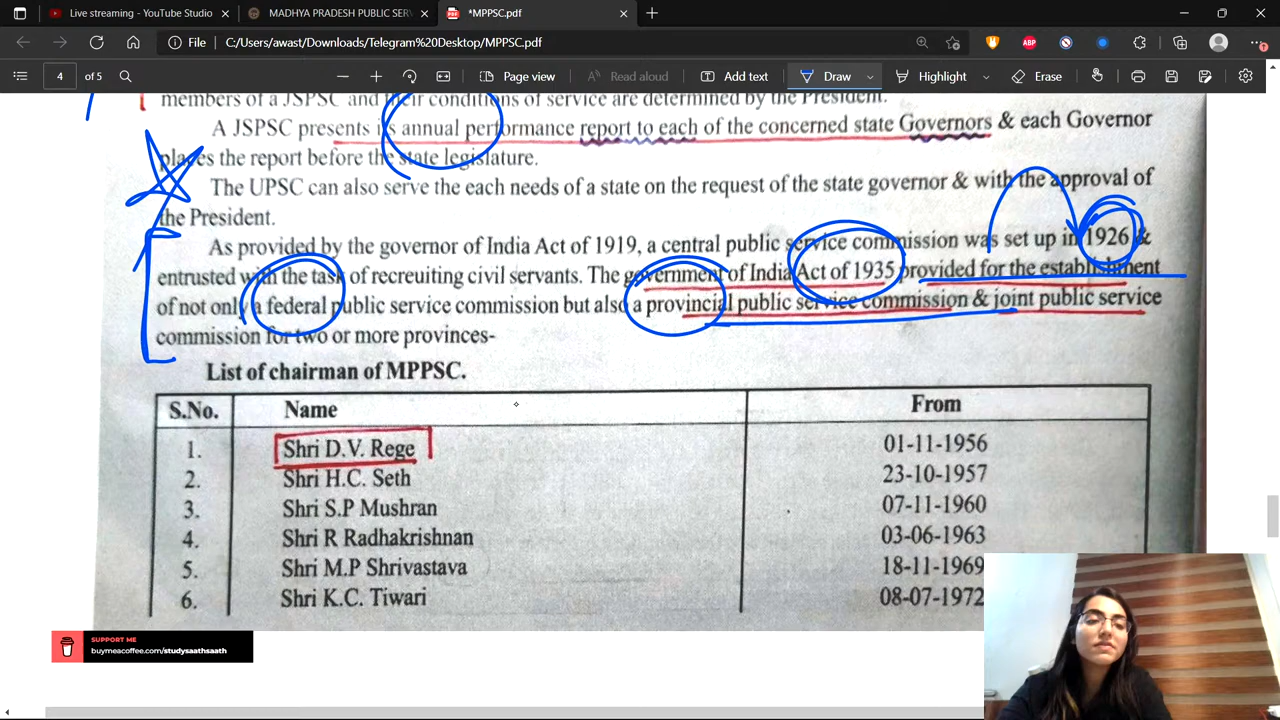 Live streaming - YouTube Studio
MADHYA PRADESH PUBLIC SERV
*MPPSC.pdf
File C:/Users/awast/Downloads/Telegram%20Desktop/MPPSC.pdf
ABP
4 of 5 Page view Read aloud Add text Draw Highlight Erase
members of a JSPSC and their conditions of service are determined by the President.
A JSPSC presents its annual performance report to each of the concerned state Governors & each Governor
places the report before the state legislature.
The UPSC can also serve the each needs of a state on the request of the state governor & with the approval of
the President.
As provided by the governor of India Act of 1919, a central public service commission was set up in 1926 &
entrusted with the task of recreuiting civil servants. The government of India Act of 1935 provided for the establishment
of not only a federal public service commission but also a provincial public service commission & joint public service
commission for two or more provinces-
List of chairman of MPPSC.
S.No. Name From
1. Shri D.V. Rege 01-11-1956
2. Shri H.C. Seth 23-10-1957
3. Shri S.P Mushran 07-11-1960
4. Shri R Radhakrishnan 03-06-1963
5. Shri M.P Shrivastava 18-11-1969
6. Shri K.C. Tiwari 08-07-1972
SUPPORT ME
buymeacoffee.com/studysaathsaath